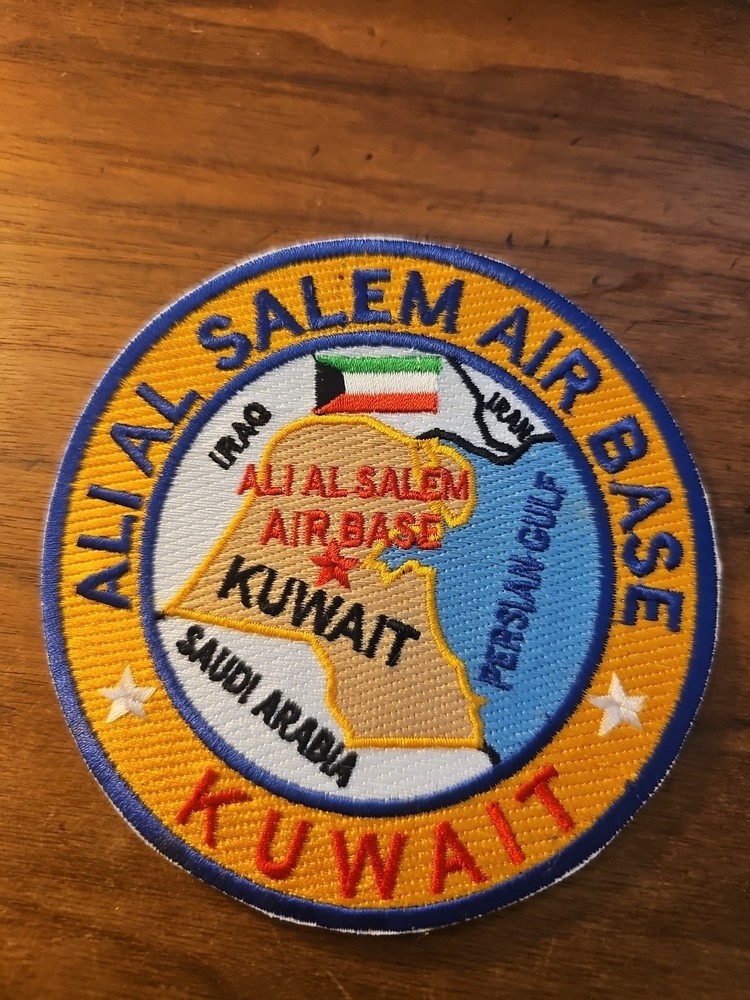 ALI AL SALEM AIR BASE
IRAQ
IRAN
ALI AL SALEM
AIR BASE
KUWAIT
PERSIAN GULF
SAUDI ARABIA
KUWAIT